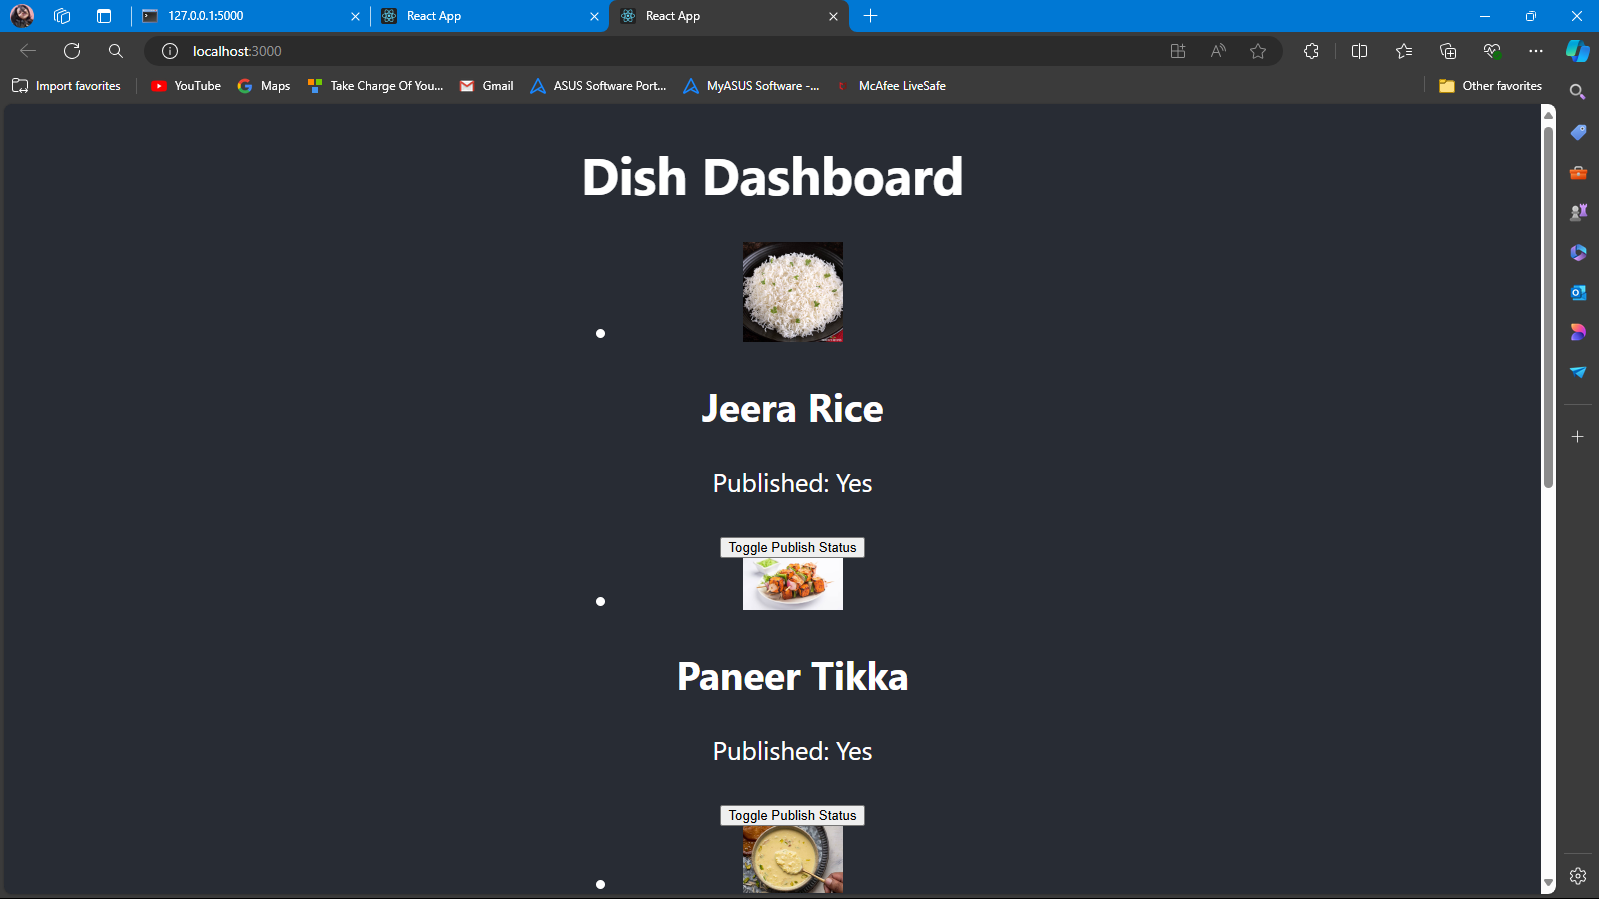 127.0.0.1:5000
React App
React App
localhost:3000
Import favorites
YouTube
Maps
Take Charge Of You...
Gmail
ASUS Software Port...
MyASUS Software -...
McAfee LiveSafe
Other favorites
Dish Dashboard
Jeera Rice
Published: Yes
Toggle Publish Status
Paneer Tikka
Published: Yes
Toggle Publish Status